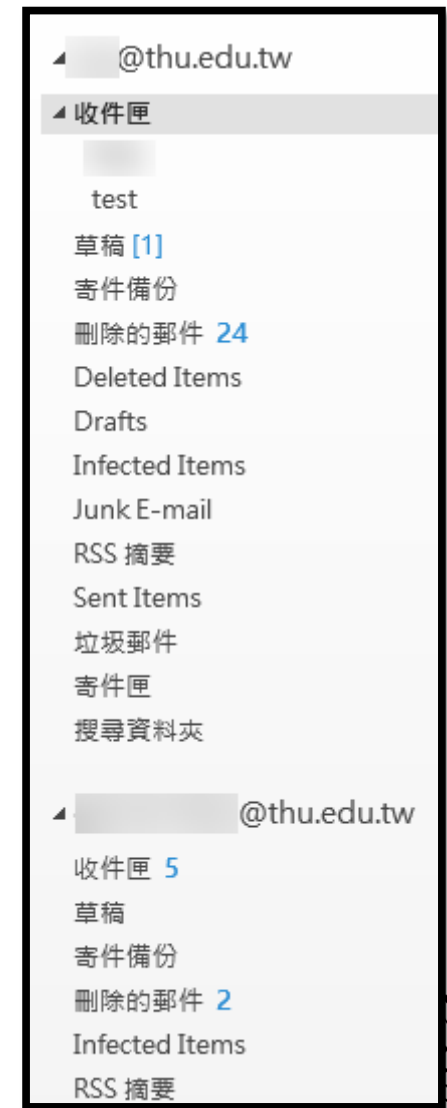 @thu.edu.tw
收件匣
test
草稿 [1]
寄件備份
刪除的郵件 24
Deleted Items
Drafts
Infected Items
Junk E-mail
RSS 摘要
Sent Items
垃圾郵件
寄件匣
搜尋資料夾
@thu.edu.tw
收件匣 5
草稿
寄件備份
刪除的郵件 2
Infected Items
RSS 摘要